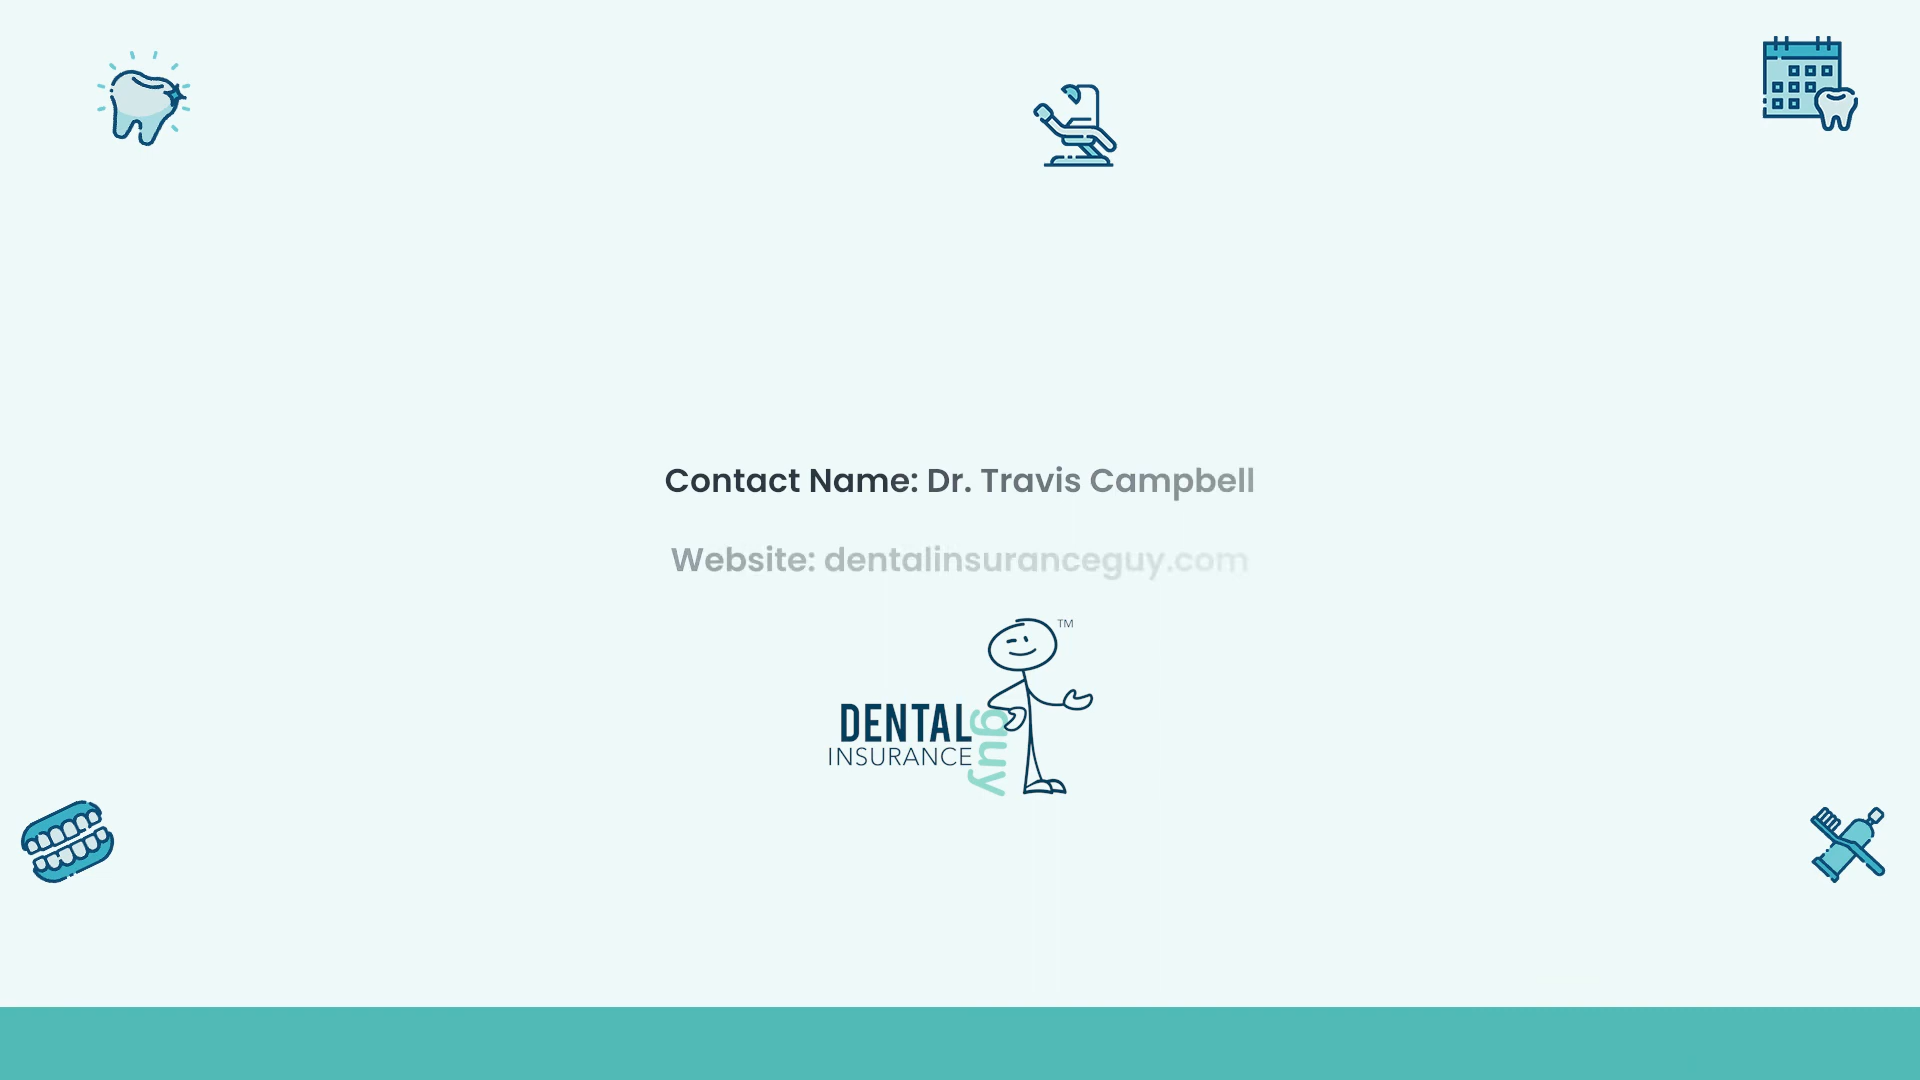 Contact Name: Dr. Travis Campbell
Website: dentalinsuranceguy.com
TM
DENTAL
INSURANCE
guy